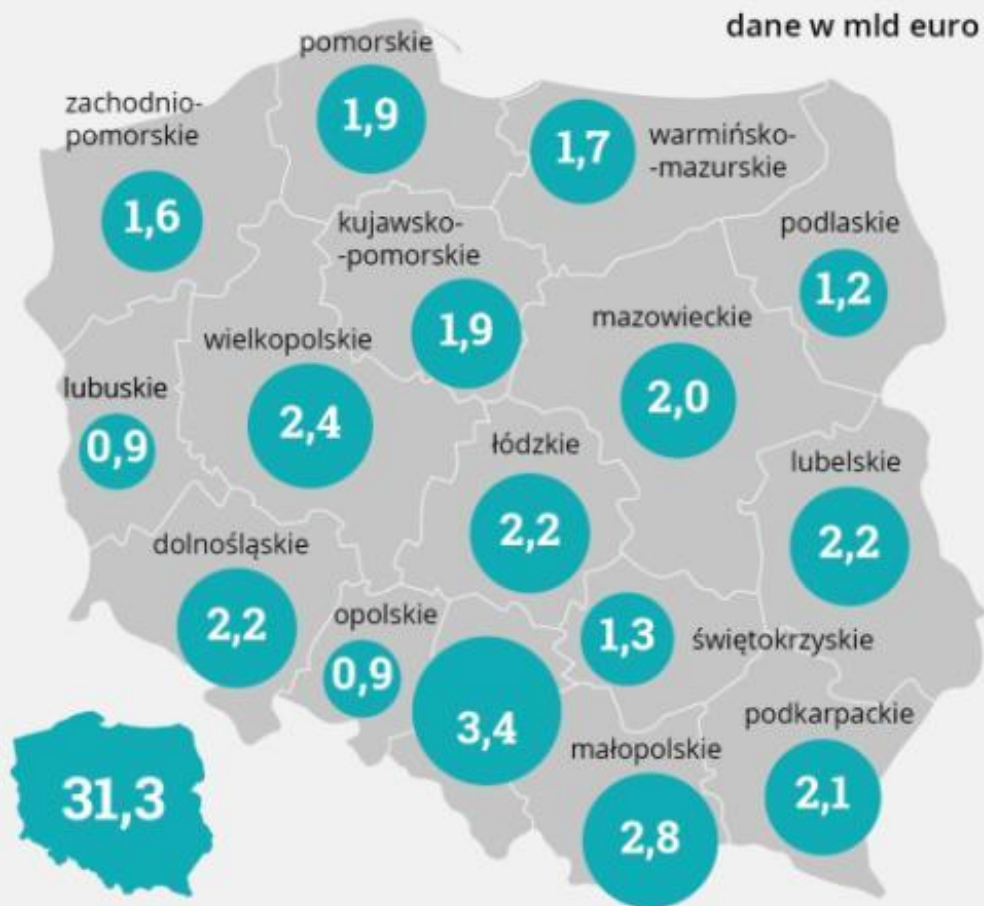 dane w mld euro
pomorskie
1,9
zachodnio-
pomorskie
1,6
1,7
warmińsko-
-mazurskie
podlaskie
1,2
kujawsko-
-pomorskie
1,9
wielkopolskie
2,4
mazowieckie
2,0
lubuskie
0,9
łódzkie
2,2
lubelskie
2,2
dolnośląskie
2,2
opolskie
0,9
1,3
świętokrzyskie
3,4
małopolskie
2,8
podkarpackie
2,1
31,3